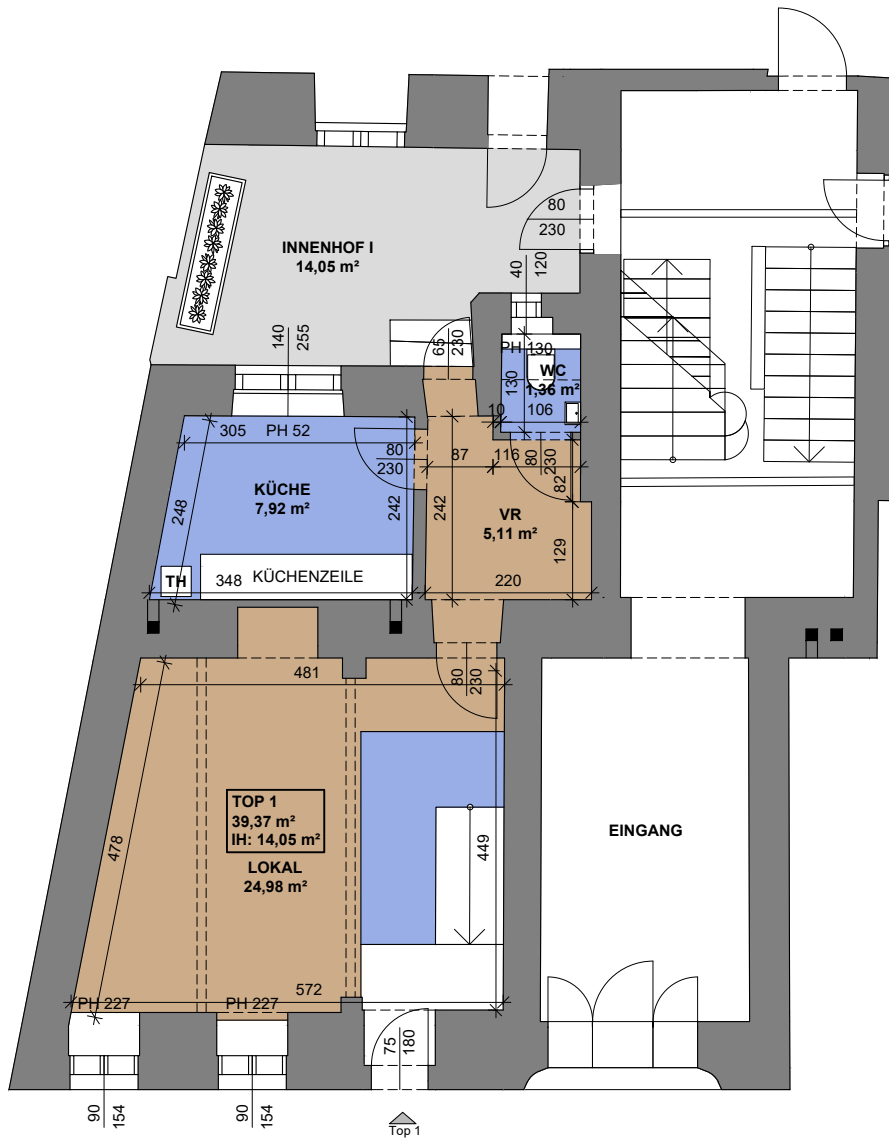 80
230
INNENHOF I
14,05 m²
40
120
140
255
65
230
PH 130
WC
1,36 m²
130
10
106
305
PH 52
80
230
87
116
80
230
82
KÜCHE
7,92 m²
248
242
242
VR
5,11 m²
129
TH
348
KÜCHENZEILE
220
481
80
230
TOP 1
39,37 m²
IH: 14,05 m²
LOKAL
24,98 m²
478
449
EINGANG
PH 227
PH 227
572
75
180
90
154
90
154
Top 1